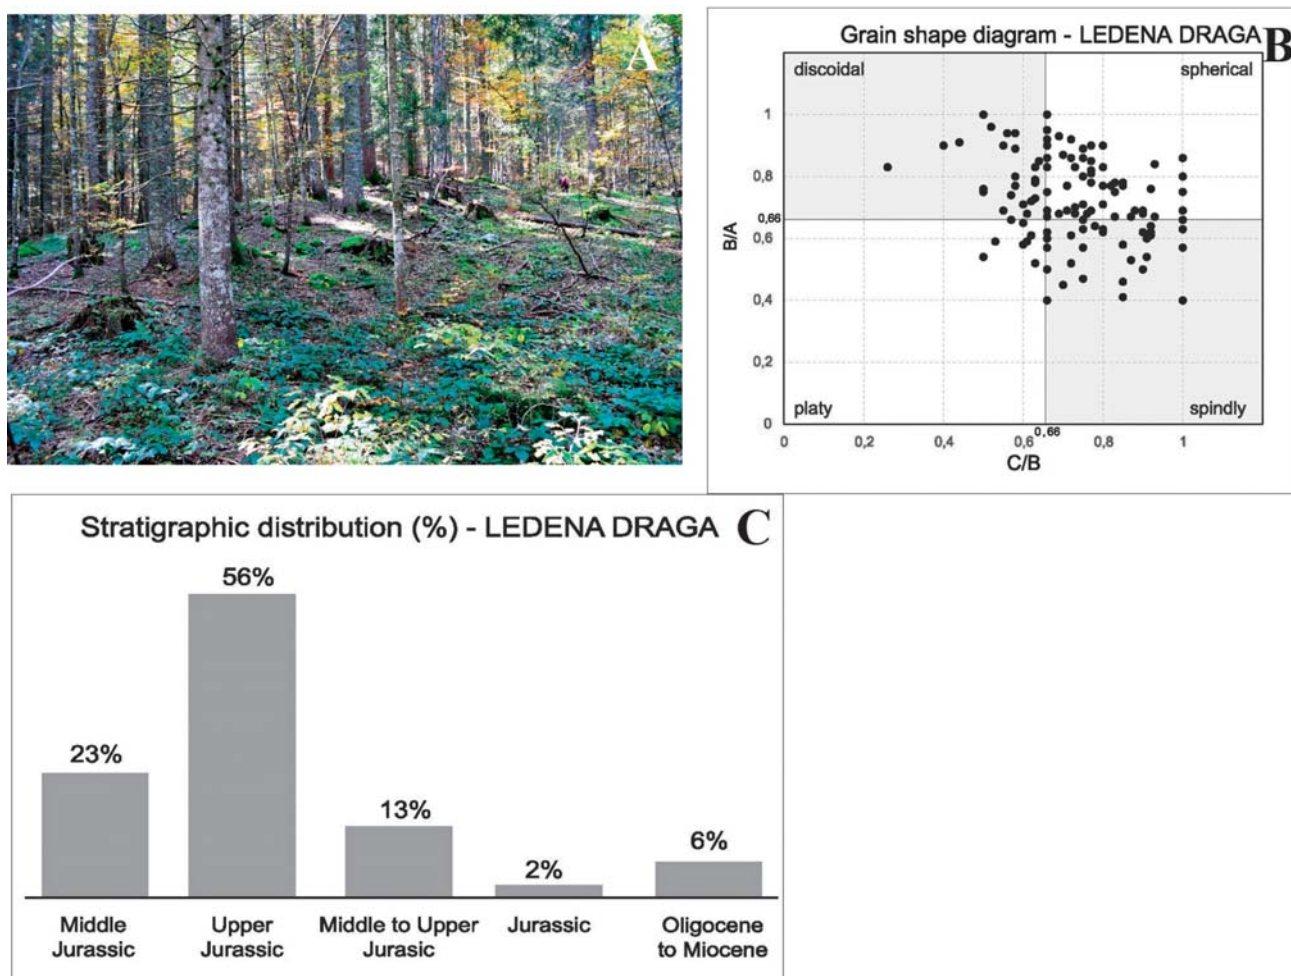 A
Grain shape diagram - LEDENA DRAGA B
discoidal
spherical
1
0,8
0,66
0,6
0,4
0,2
0
B/A
platy
spindly
0
0,2
0,4
0,6
0,66
0,8
1
C/B
Stratigraphic distribution (%) - LEDENA DRAGA C
23%
56%
13%
2%
6%
Middle
Jurassic
Upper
Jurassic
Middle to Upper
Jurasic
Jurassic
Oligocene
to Miocene